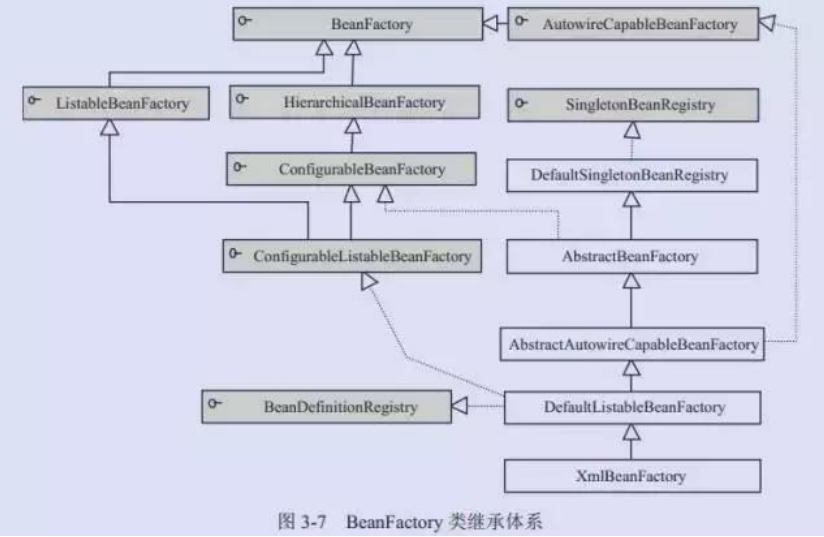 BeanFactory
AutowireCapableBeanFactory
ListableBeanFactory
HierarchicalBeanFactory
SingletonBeanRegistry
ConfigurableBeanFactory
DefaultSingletonBeanRegistry
ConfigurableListableBeanFactory
AbstractBeanFactory
AbstractAutowireCapableBeanFactory
BeanDefinitionRegistry
DefaultListableBeanFactory
XmlBeanFactory
图 3-7 BeanFactory 类继承体系